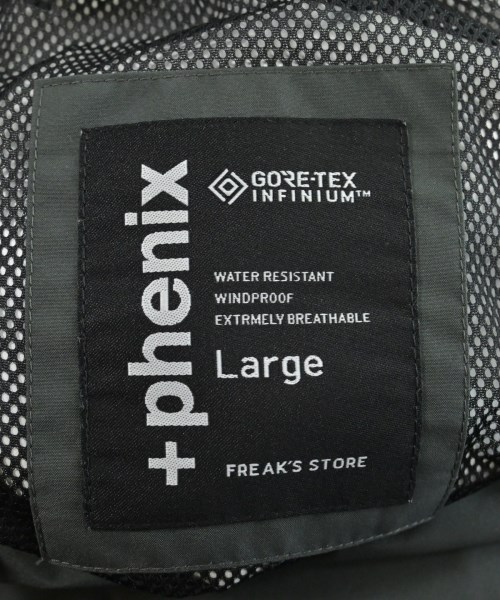 +phenix
GORE-TEX
INFINIUM™
WATER RESISTANT
WINDPROOF
EXTRMELY BREATHABLE
Large
FREAK'S STORE